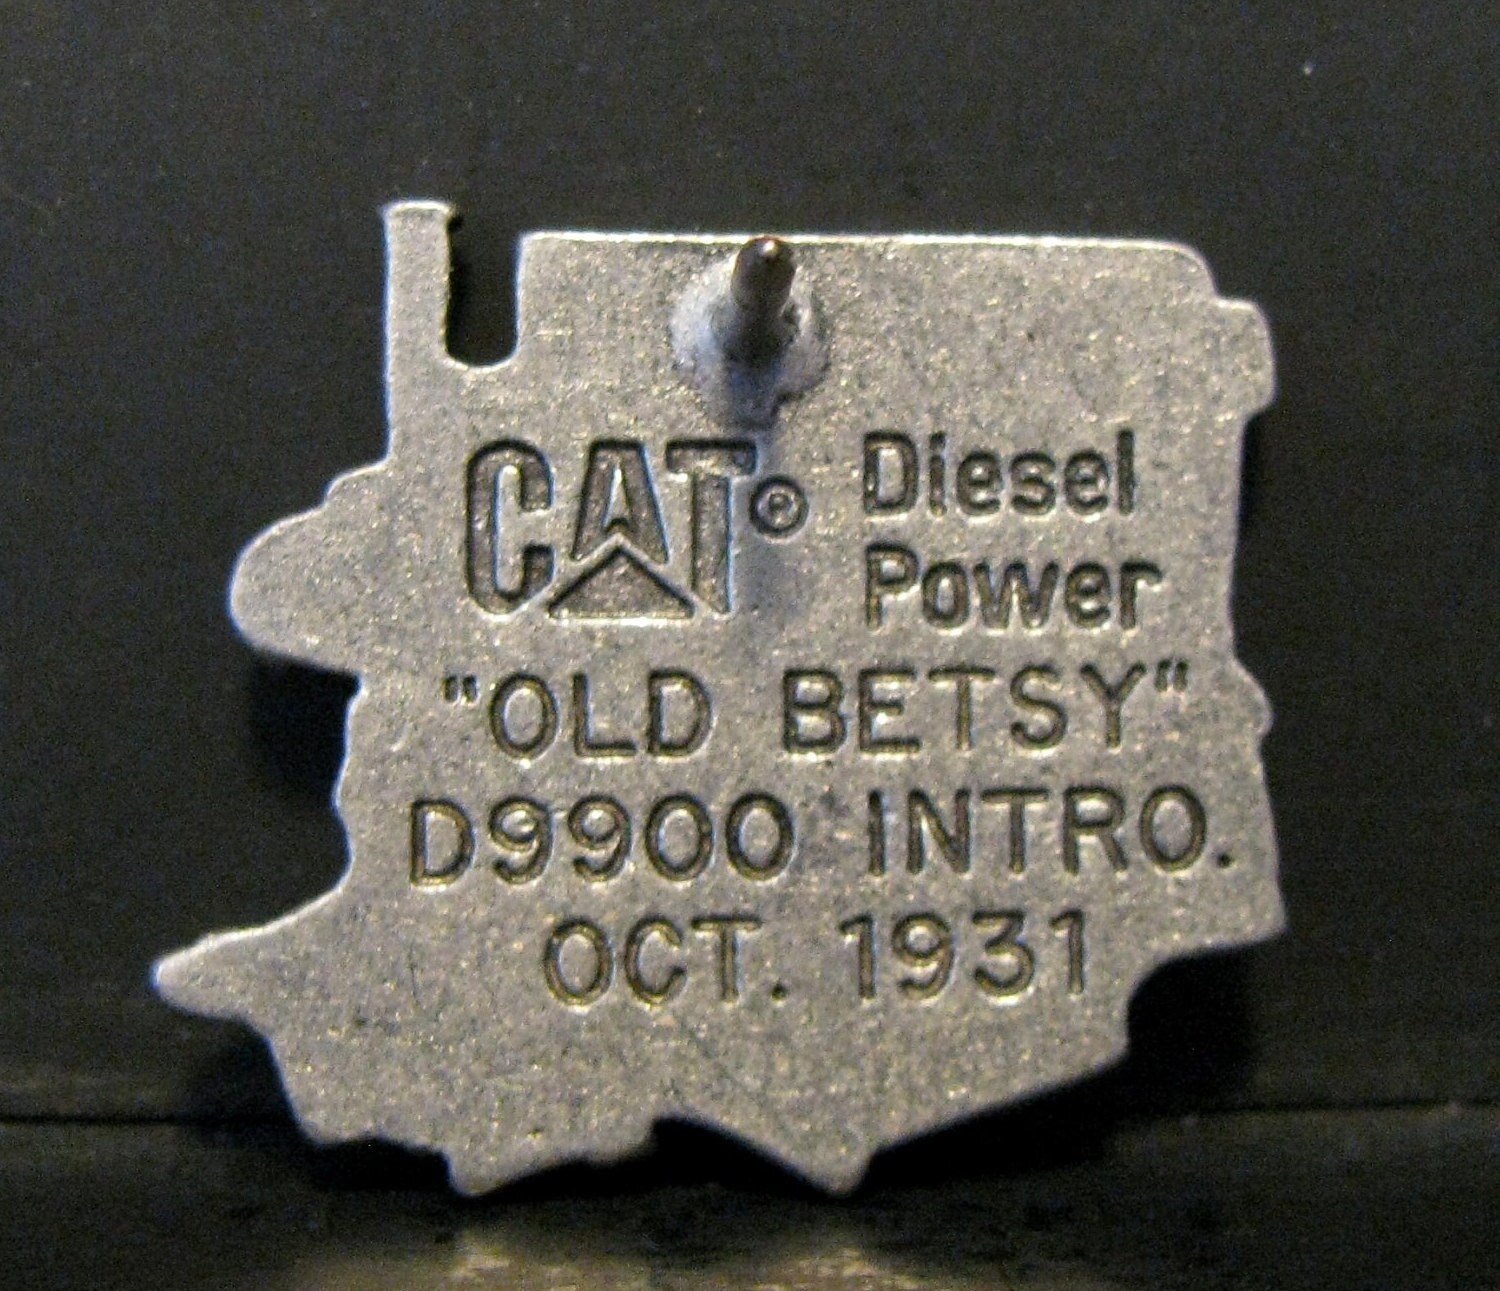 CAT® Diesel
Power
"OLD BETSY"
D9900 INTRO.
OCT. 1931